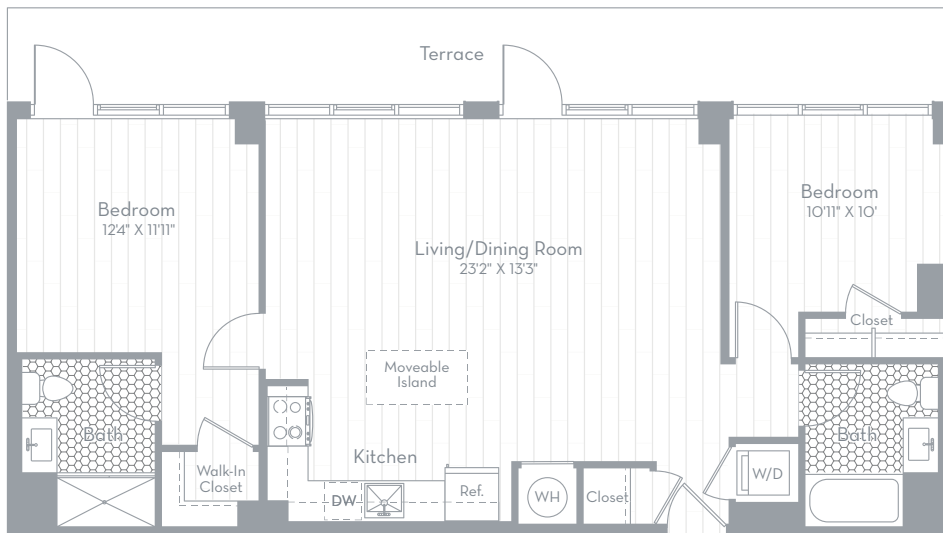 Terrace
Bedroom
12'4" X 11'11"
Living/Dining Room
23'2" X 13'3"
Bedroom
10'11" X 10'
Closet
Moveable
Island
Bath
Kitchen
Walk-In
Closet
DW
Ref.
WH
Closet
W/D
Bath